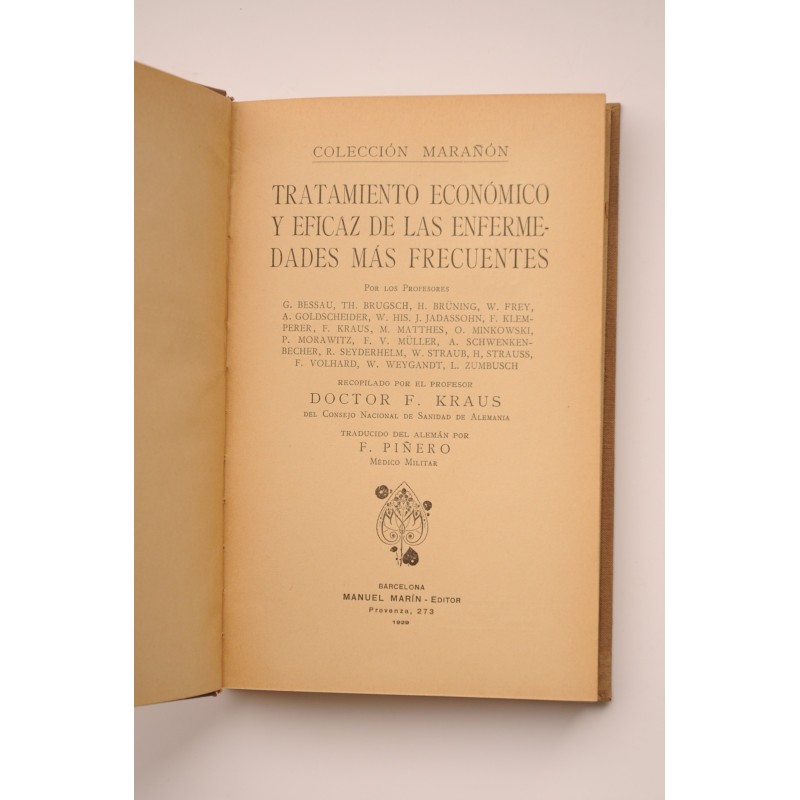 COLECCIÓN MARAÑÓN
TRATAMIENTO ECONÓMICO
Y EFICAZ DE LAS ENFERME-
DADES MÁS FRECUENTES
POR LOS PROFESORES
G. BESSAU, TH. BRUGSCH, H. BRÜNING, W. FREY,
A. GOLDSCHEIDER, W. HIS, J. JADASSOHN, F. KLEM-
PERER, F. KRAUS, M. MATTHES, O. MINKOWSKI,
P. MORAWITZ, F. V. MÜLLER, A. SCHWENKEN-
BECHER, R. SEYDERHELM, W. STRAUB, H, STRAUSS,
F. VOLHARD, W. WEYGANDT, L. ZUMBUSCH
RECOPILADO POR EL PROFESOR
DOCTOR F. KRAUS
DEL CONSEJO NACIONAL DE SANIDAD DE ALEMANIA
TRADUCIDO DEL ALEMÁN POR
F. PIÑERO
MÉDICO MILITAR
BARCELONA
MANUEL MARÍN - EDITOR
Provenza, 273
1929